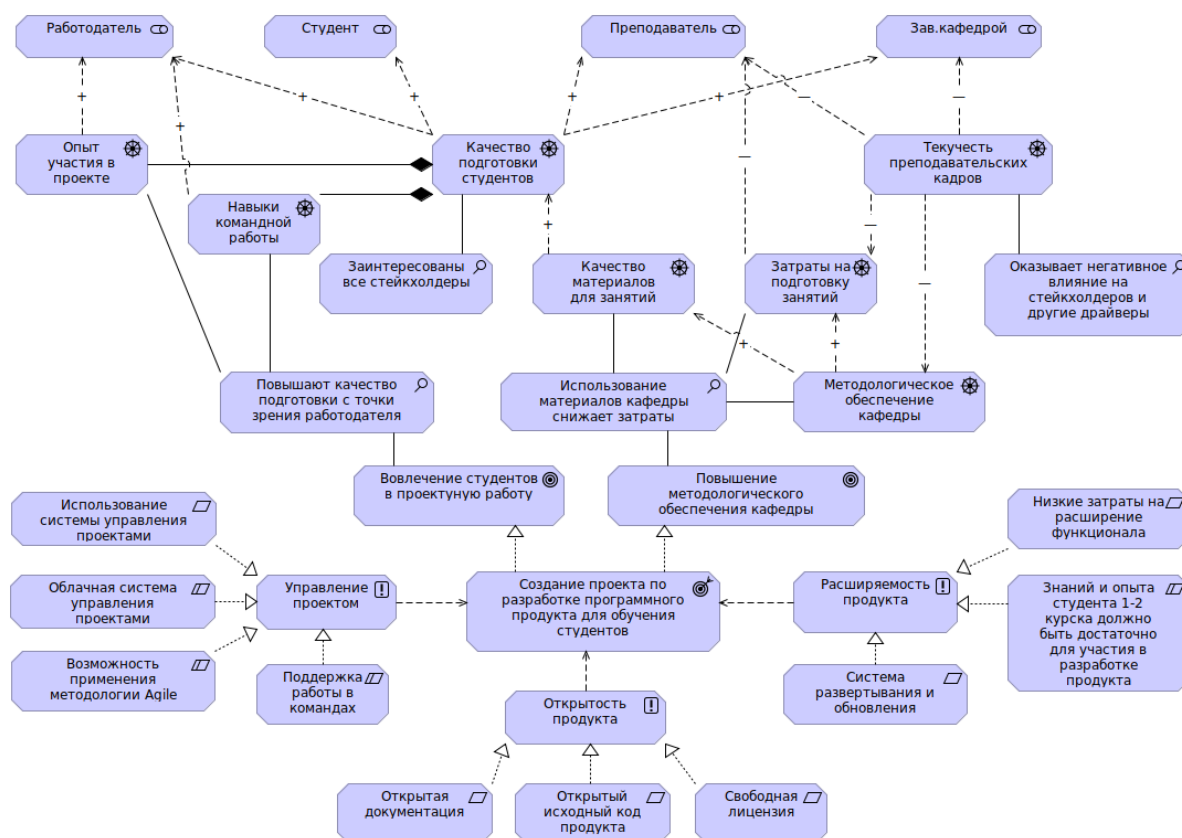 Работодатель
Студент
Преподаватель
Зав.кафедрой
+
+
+
+
+
+
—
—
—
Опыт
участия в
проекте
Качество
подготовки
студентов
Текучесть
преподавательских
кадров
Навыки
командной
работы
+
—
—
Заинтересованы
все стейкхолдеры
Качество
материалов
для занятий
Затраты на
подготовку
занятий
Оказывает негативное
влияние на
стейкхолдеров и
другие драйверы
+
+
Повышают качество
подготовки с точки
зрения работодателя
Использование
материалов кафедры
снижает затраты
Методологическое
обеспечение
кафедры
Вовлечение студентов
в проектуную работу
Повышение
методологического
обеспечения кафедры
Использование
системы управления
проектами
Низкие затраты на
расширение
функционала
Облачная система
управления
проектами
Управление
проектом
Создание проекта по
разработке программного
продукта для обучения
студентов
Расширяемость
продукта
Знаний и опыта
студента 1-2
курска должно
быть достаточно
для участия в
разработке
продукта
Возможность
применения
методологии Agile
Поддержка
работы в
командах
Система
развертывания и
обновления
Открытость
продукта
Открытая
документация
Открытый
исходный код
продукта
Свободная
лицензия